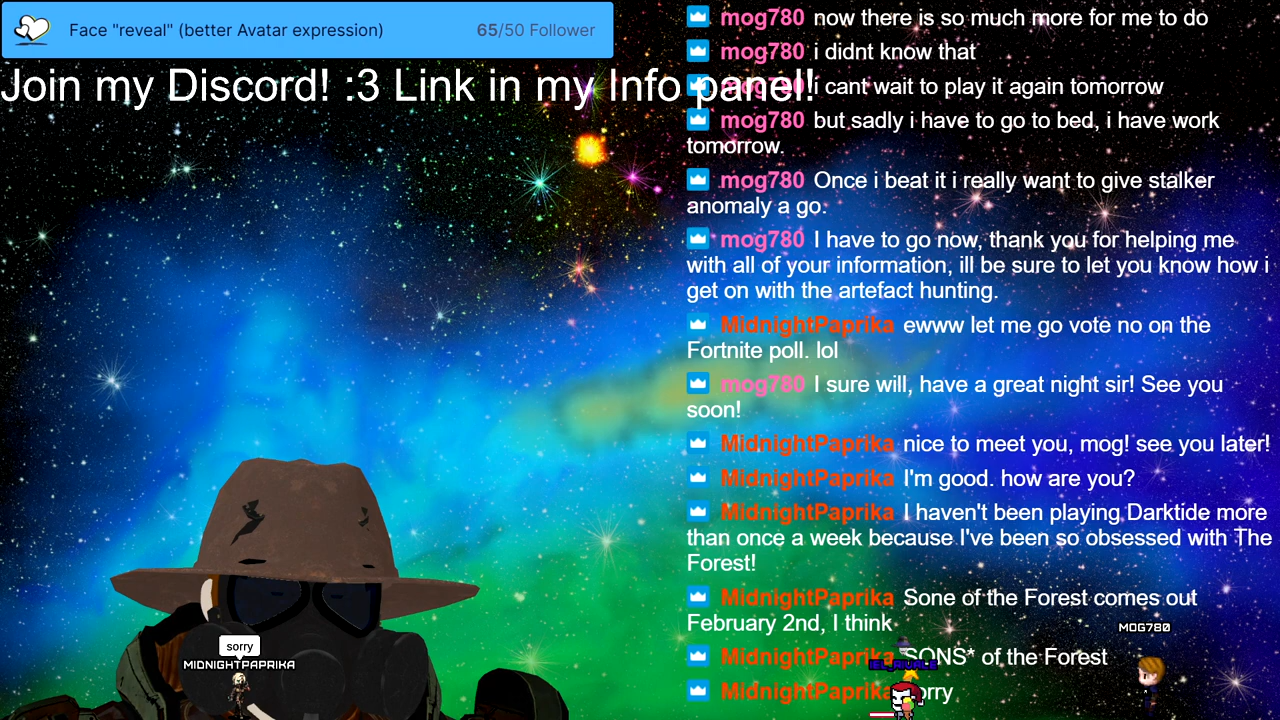 Face "reveal" (better Avatar expression) 65/50 Follower
Join my Discord! :3 Link in my Info panel!
mog780 now there is so much more for me to do
mog780 i didnt know that
mog780 i cant wait to play it again tomorrow
mog780 but sadly i have to go to bed, i have work
tomorrow.
mog780 Once i beat it i really want to give stalker
anomaly a go.
mog780 I have to go now, thank you for helping me
with all of your information, ill be sure to let you know how i
get on with the artefact hunting.
MidnightPaprika ewww let me go vote no on the
Fortnite poll. lol
mog780 I sure will, have a great night sir! See you
soon!
MidnightPaprika nice to meet you, mog! see you later!
MidnightPaprika I'm good. how are you?
MidnightPaprika I haven't been playing Darktide more
than once a week because I've been so obsessed with The
Forest!
MidnightPaprika Sone of the Forest comes out
February 2nd, I think
MidnightPaprika SONS* of the Forest
MidnightPaprika sorry
MOG780
sorry
MIDNIGHTPAPRIKA